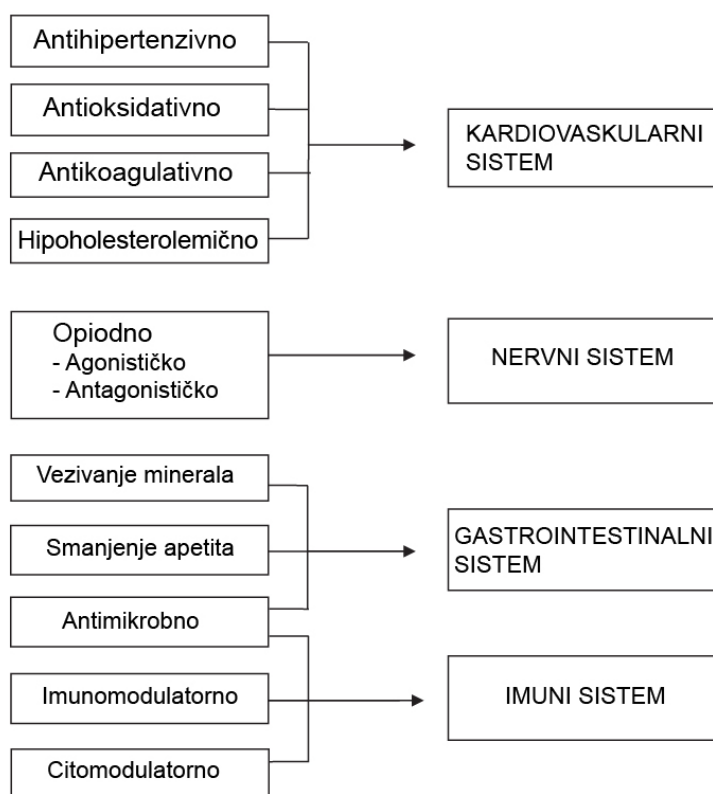 Antihipertenzivno
Antioksidativno
Antikoagulativno
Hipoholesterolemično
KARDIOVASKULARNI
SISTEM
Opiodno
- Agonističko
- Antagonističko
NERVNI SISTEM
Vezivanje minerala
Smanjenje apetita
Antimikrobno
GASTROINTESTINALNI
SISTEM
Imunomodulatorno
Citomodulatorno
IMUNI SISTEM